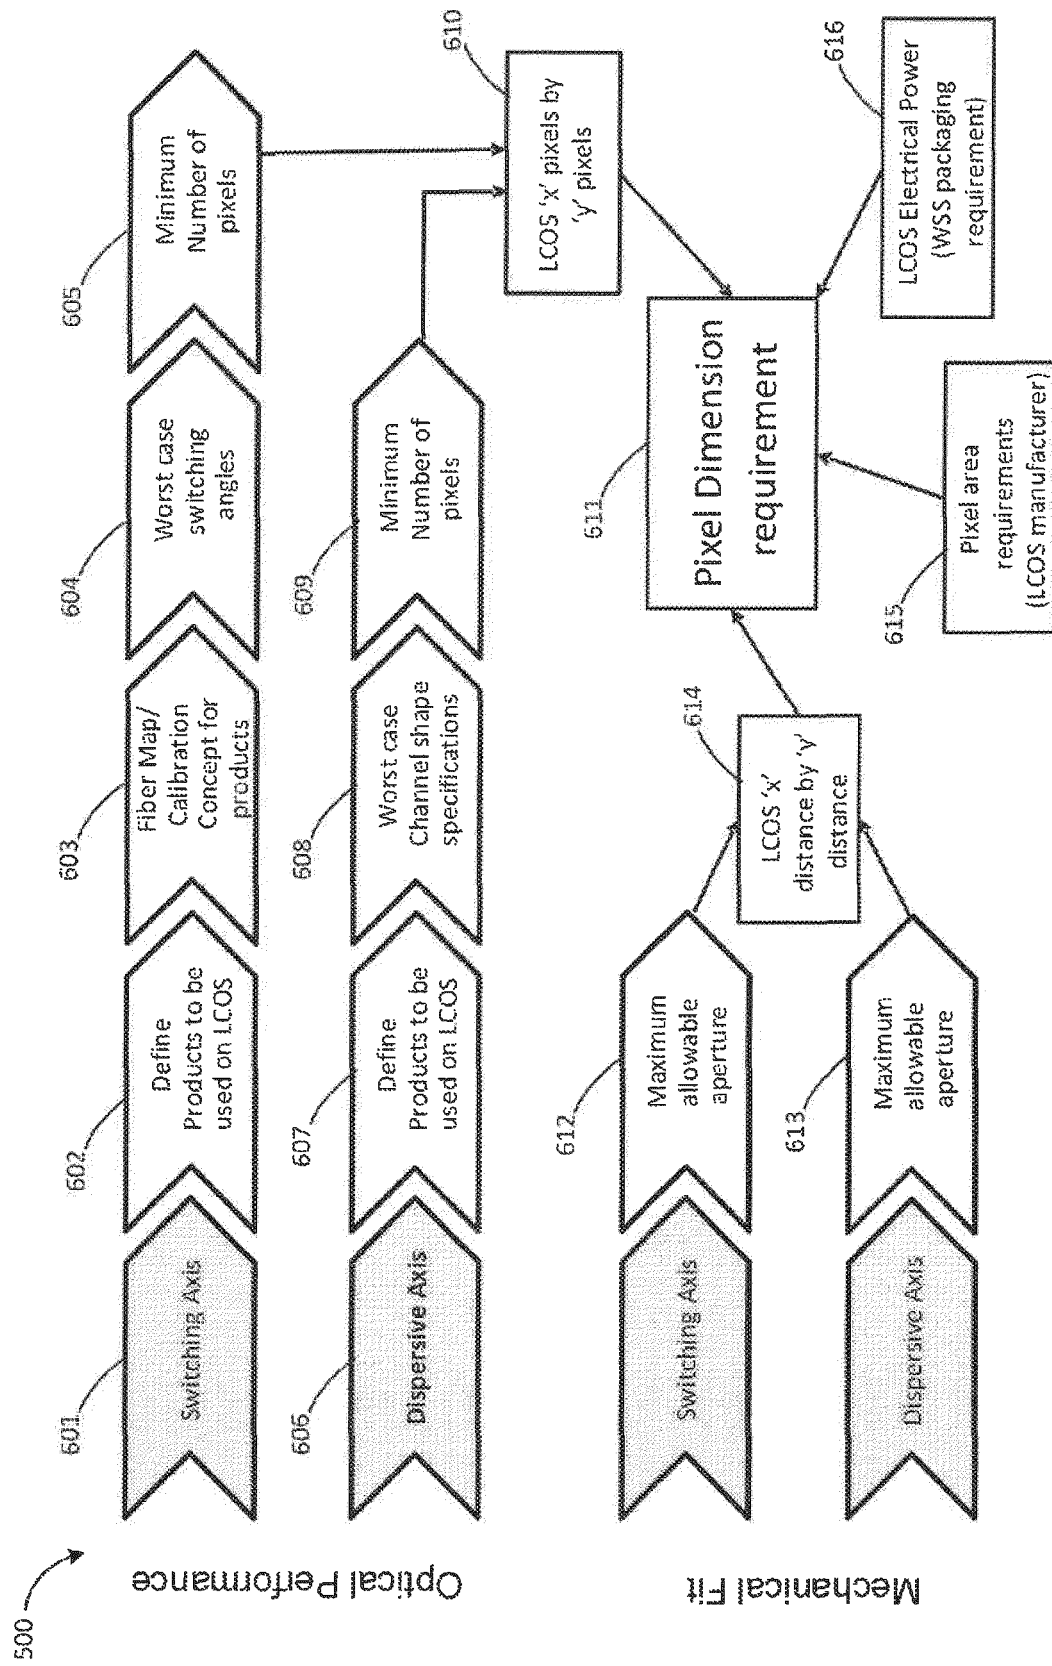 500
Optical Performance
601
Switching Axis
602
Define
Products to be
used on LCOS
603
Fiber Map/
Calibration
Concept for
products
604
Worst case
switching
angles
605
Minimum
Number of
pixels
606
Dispersive Axis
607
Define
Products to be
used on LCOS
608
Worst case
Channel shape
specifications
609
Minimum
Number of
pixels
610
LCOS 'x' pixels by
'y' pixels
611
Pixel Dimension
requirement
Mechanical Fit
Switching Axis
612
Maximum
allowable
aperture
Dispersive Axis
613
Maximum
allowable
aperture
614
LCOS 'x'
distance by 'y'
distance
615
Pixel area
requirements
(LCOS manufacturer)
616
LCOS Electrical Power
(WSS packaging
requirement)